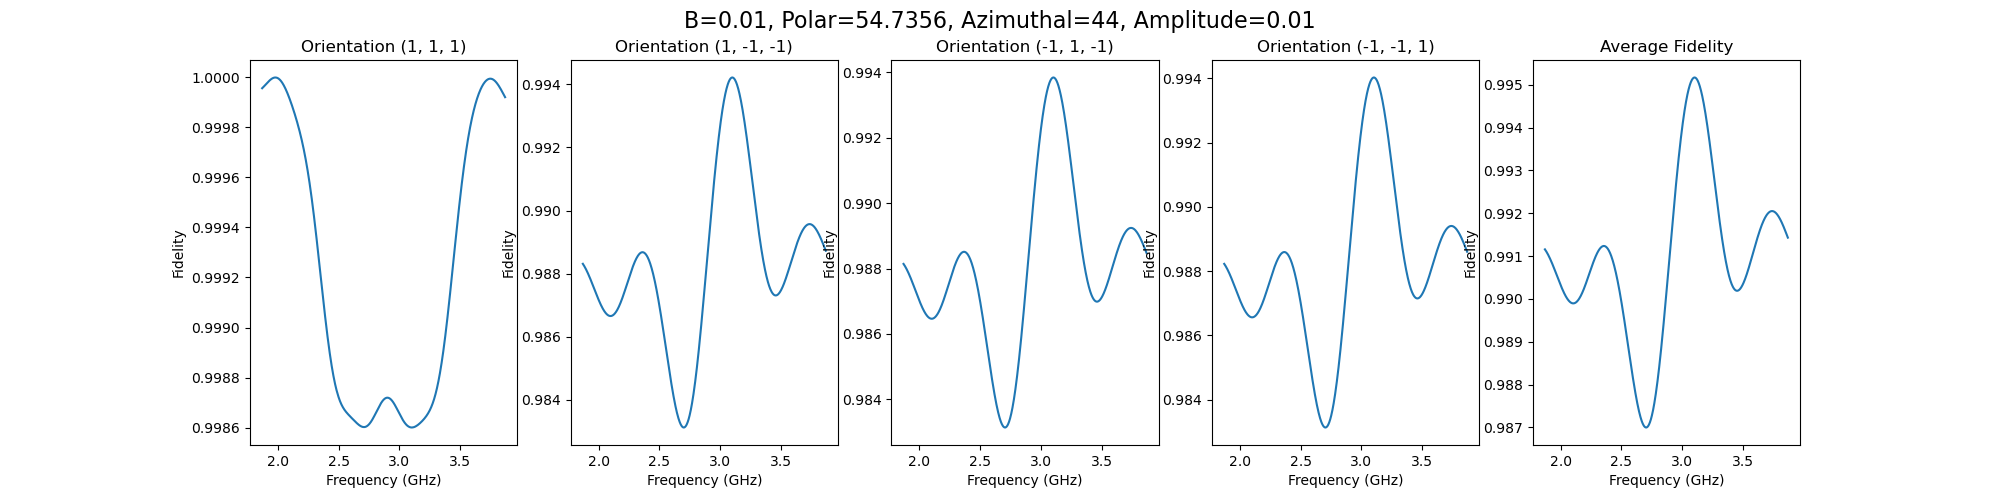 B=0.01, Polar=54.7356, Azimuthal=44, Amplitude=0.01
Orientation (1, 1, 1)
Fidelity
1.0000
0.9998
0.9996
0.9994
0.9992
0.9990
0.9988
0.9986
2.0 2.5 3.0 3.5
Frequency (GHz)
Orientation (1, -1, -1)
Fidelity
0.994
0.992
0.990
0.988
0.986
0.984
2.0 2.5 3.0 3.5
Frequency (GHz)
Orientation (-1, 1, -1)
Fidelity
0.994
0.992
0.990
0.988
0.986
0.984
2.0 2.5 3.0 3.5
Frequency (GHz)
Orientation (-1, -1, 1)
Fidelity
0.994
0.992
0.990
0.988
0.986
0.984
2.0 2.5 3.0 3.5
Frequency (GHz)
Average Fidelity
Fidelity
0.995
0.994
0.993
0.992
0.991
0.990
0.989
0.988
0.987
2.0 2.5 3.0 3.5
Frequency (GHz)